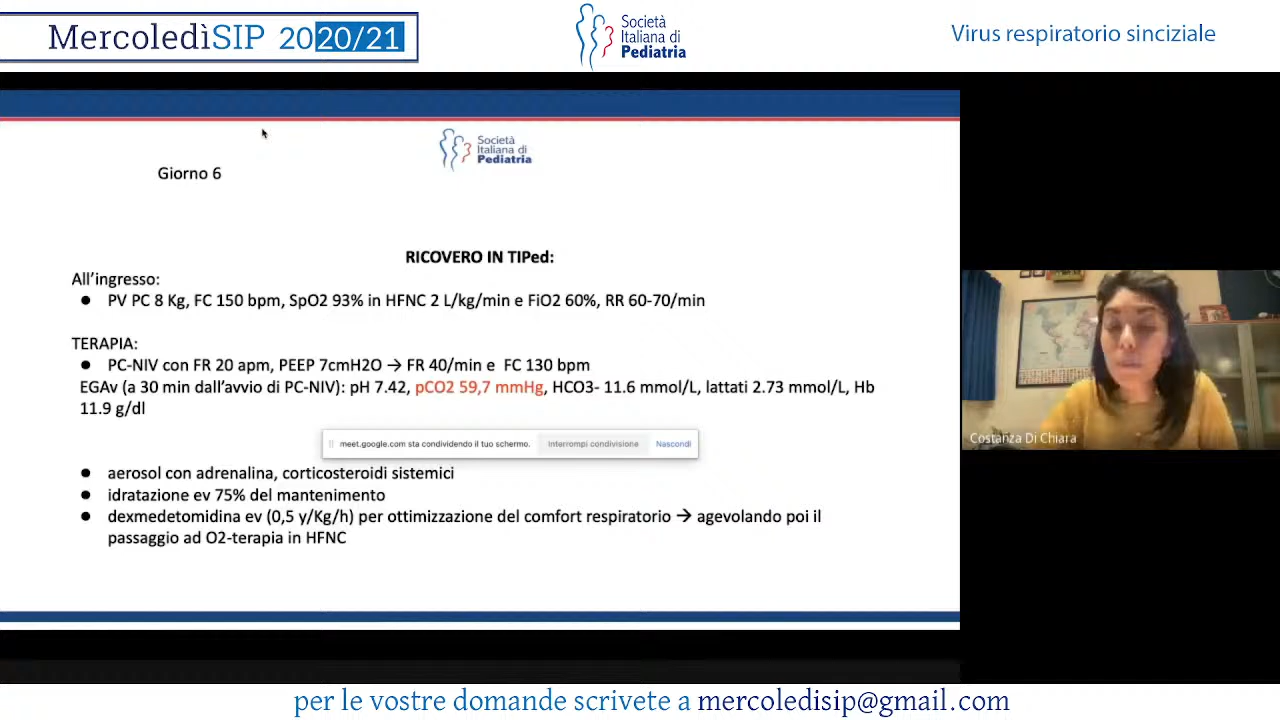 MercoledìSIP 2020/21
Società
Italiana di
Pediatria
Virus respiratorio sinciziale
Società
Italiana di
Pediatria
Giorno 6
RICOVERO IN TIPed:
All'ingresso:
● PV PC 8 Kg, FC 150 bpm, SpO2 93% in HFNC 2 L/kg/min e FiO2 60%, RR 60-70/min
TERAPIA:
● PC-NIV con FR 20 apm, PEEP 7cmH2O → FR 40/min e FC 130 bpm
EGAv (a 30 min dall'avvio di PC-NIV): pH 7.42, pCO2 59,7 mmHg, HCO3- 11.6 mmol/L, lattati 2.73 mmol/L, Hb
11.9 g/dl
meet.google.com sta condividendo il tuo schermo. Interrompi condivisione Nascondi
● aerosol con adrenalina, corticosteroidi sistemici
● idratazione ev 75% del mantenimento
● dexmedetomidina ev (0,5 γ/Kg/h) per ottimizzazione del comfort respiratorio → agevolando poi il
passaggio ad O2-terapia in HFNC
Costanza Di Chiara
per le vostre domande scrivete a mercoledisip@gmail.com